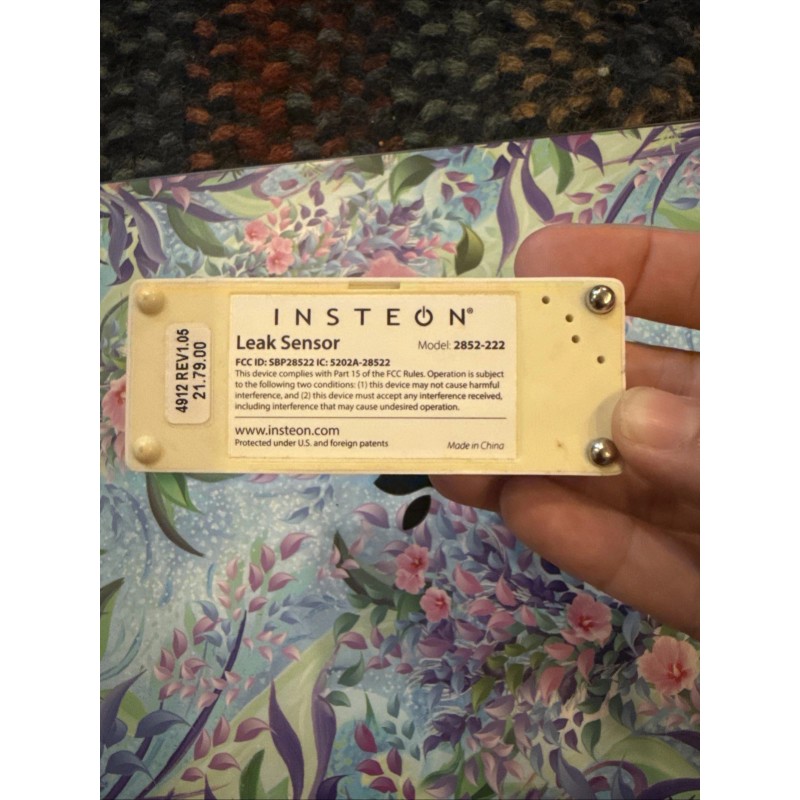 INSTEON®
Leak Sensor Model: 2852-222
FCC ID: SBP28522 IC: 5202A-28522
This device complies with Part 15 of the FCC Rules. Operation is subject
to the following two conditions: (1) this device may not cause harmful
interference, and (2) this device must accept any interference received,
including interference that may cause undesired operation.
www.insteon.com
Protected under U.S. and foreign patents Made in China
4912 REV1.05
21.79.00